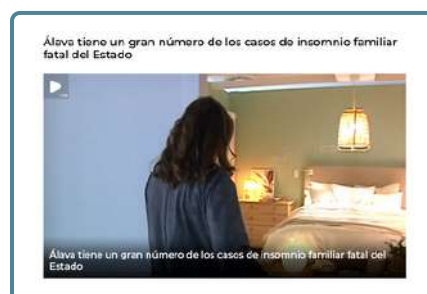 Álava tiene un gran número de los casos de insomnio familiar
fatal del Estado
Álava tiene un gran número de los casos de insomnio familiar fatal del
Estado